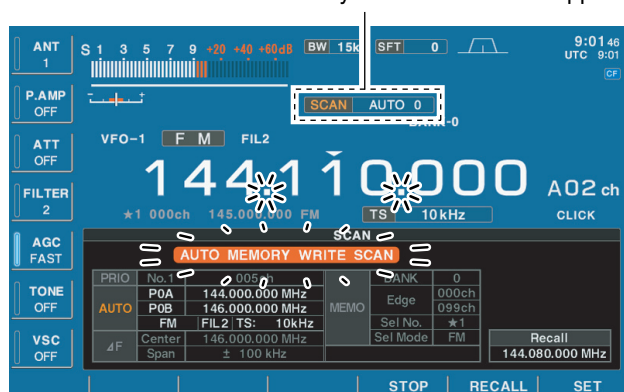 ANT 1
S 1 3 5 7 9 +20 +40 +60dB
BW 15k SFT 0
9:01 46
UTC 9:01
CF
P.AMP OFF
SCAN AUTO 0
ATT OFF
VFO-1 FM FIL2
144.110.000
A02 ch
FILTER 2
★1 000ch 145.000.000 FM
TS 10kHz
CLICK
SCAN
AGC FAST
AUTO MEMORY WRITE SCAN
PRIO No.1 005ch
BANK 0
AUTO P0A 144.000.000 MHz
MEMO Edge 000ch
TONE OFF
P0B 146.000.000 MHz
099ch
FM FIL2 TS: 10kHz
Sel No. ★1
⊿F Center 146.000.000 MHz
Sel Mode FM
Span ± 100 kHz
Recall
144.080.000 MHz
VSC OFF
STOP RECALL SET